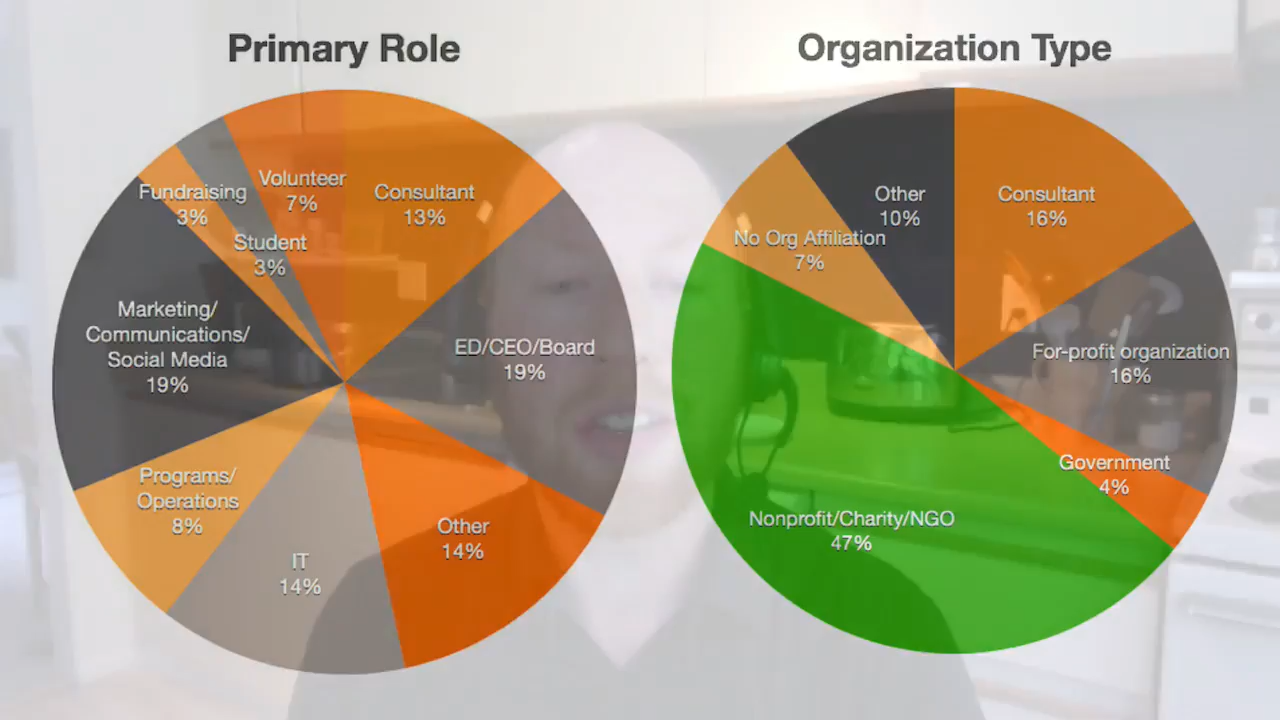 Primary Role
Volunteer
7%
Consultant
13%
Fundraising
3%
Student
3%
Marketing/
Communications/
Social Media
19%
ED/CEO/Board
19%
Programs/
Operations
8%
IT
14%
Other
14%
Organization Type
Other
10%
Consultant
16%
No Org Affiliation
7%
For-profit organization
16%
Government
4%
Nonprofit/Charity/NGO
47%